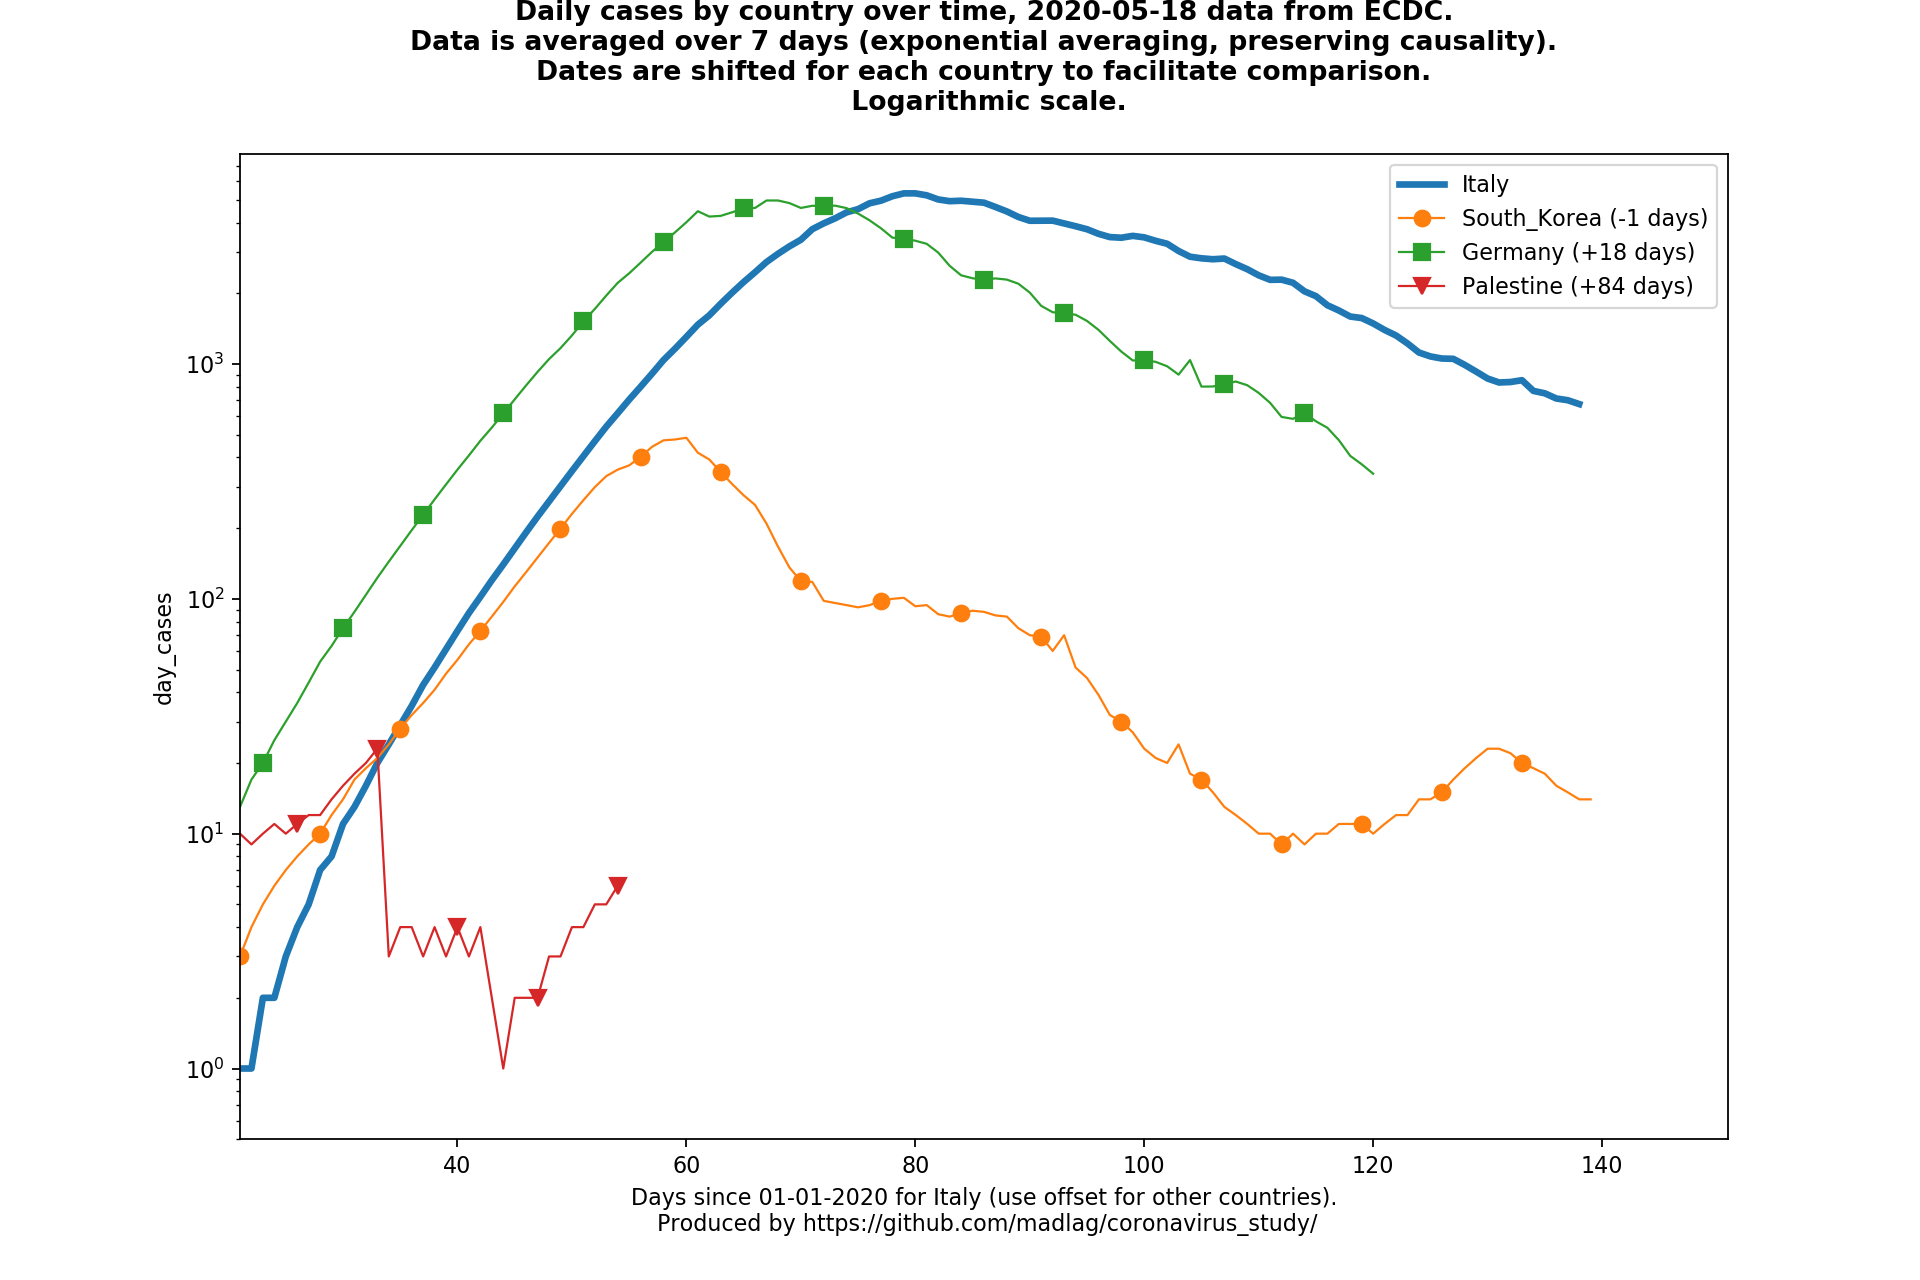 Daily cases by country over time, 2020-05-18 data from ECDC.
Data is averaged over 7 days (exponential averaging, preserving causality).
Dates are shifted for each country to facilitate comparison.
Logarithmic scale.
Italy
South_Korea (-1 days)
Germany (+18 days)
Palestine (+84 days)
10³
10²
10¹
10⁰
day_cases
40 60 80 100 120 140
Days since 01-01-2020 for Italy (use offset for other countries).
Produced by https://github.com/madlag/coronavirus_study/